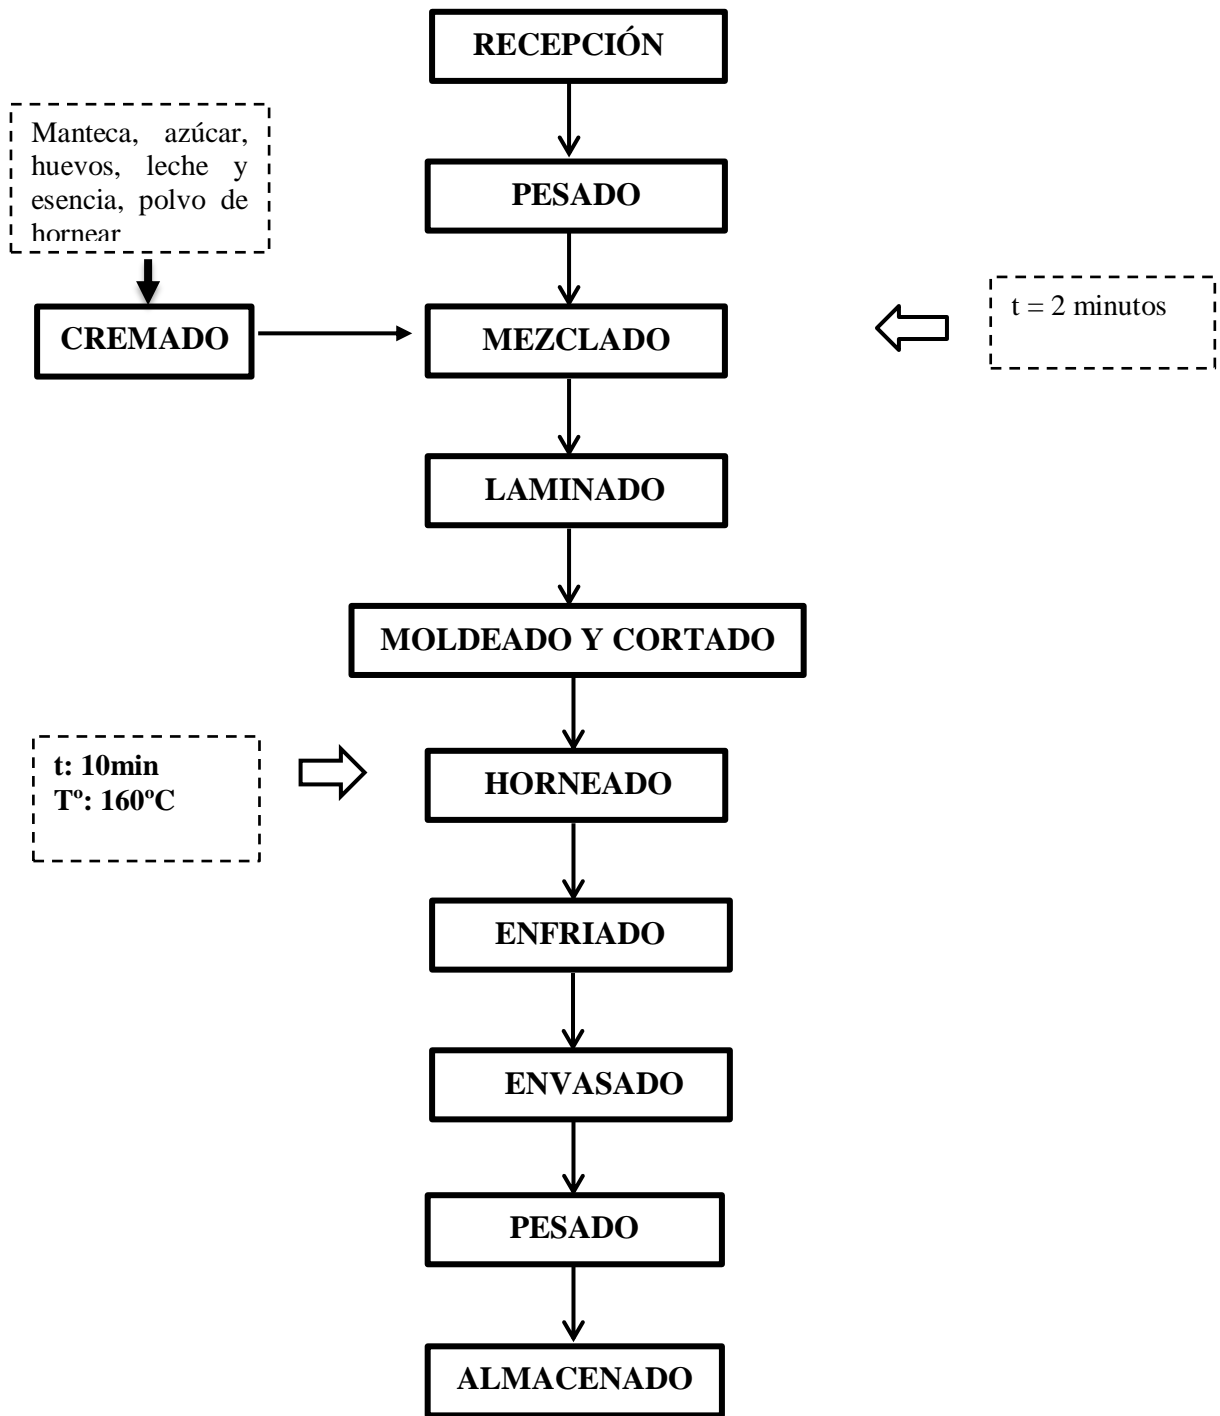 RECEPCIÓN
Manteca, azúcar,
huevos, leche y
esencia, polvo de
hornear
PESADO
CREMADO
MEZCLADO
t = 2 minutos
LAMINADO
MOLDEADO Y CORTADO
t: 10min
Tº: 160ºC
HORNEADO
ENFRIADO
ENVASADO
PESADO
ALMACENADO